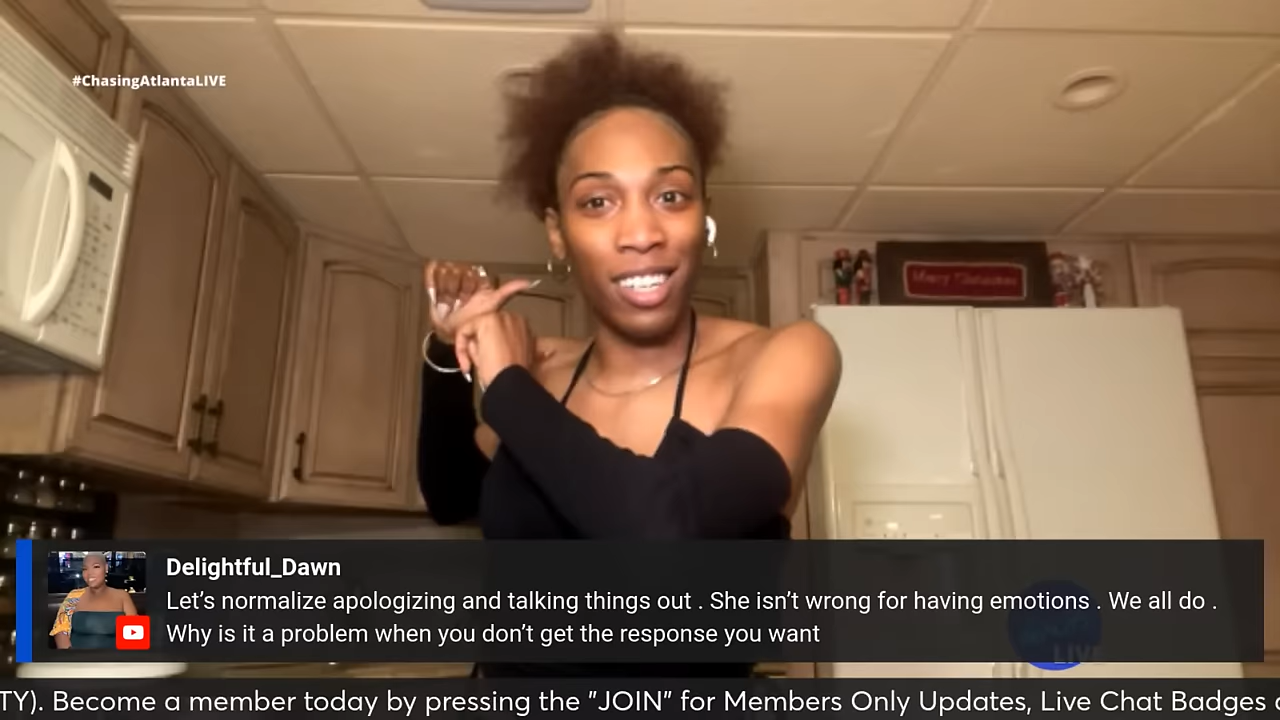 #ChasingAtlantaLIVE
Merry Christmas
Delightful_Dawn
Let’s normalize apologizing and talking things out . She isn’t wrong for having emotions . We all do .
Why is it a problem when you don’t get the response you want
LIVE
TY). Become a member today by pressing the "JOIN" for Members Only Updates, Live Chat Badges